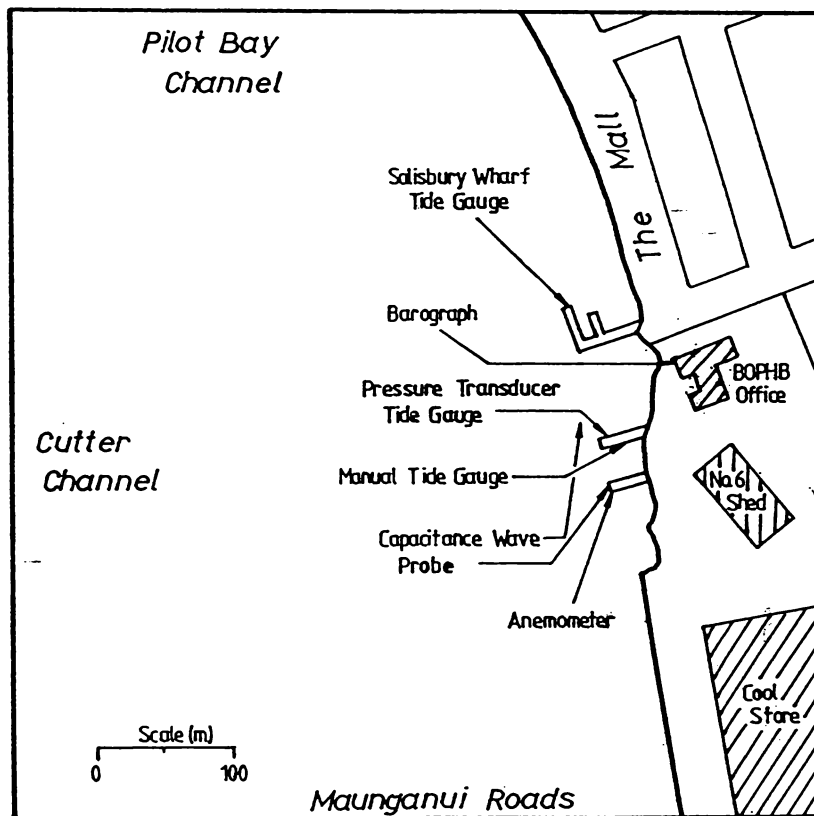 Pilot Bay
Channel
The Mall
Salisbury Wharf
Tide Gauge
Barograph
BOPHB
Office
Pressure Transducer
Tide Gauge
Cutter
Channel
Manual Tide Gauge
No.6
Shed
Capacitance Wave
Probe
Anemometer
Cool
Store
Scale (m)
0 100
Maunganui Roads